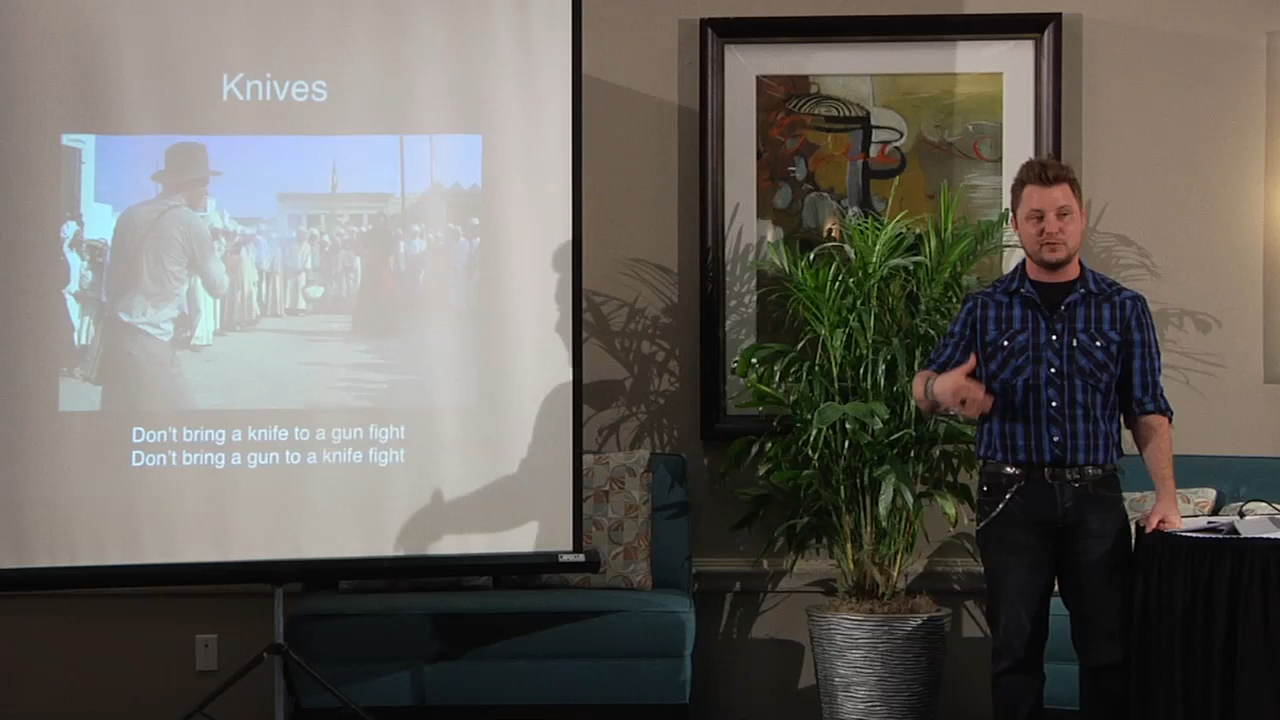 Knives
Don't bring a knife to a gun fight
Don't bring a gun to a knife fight